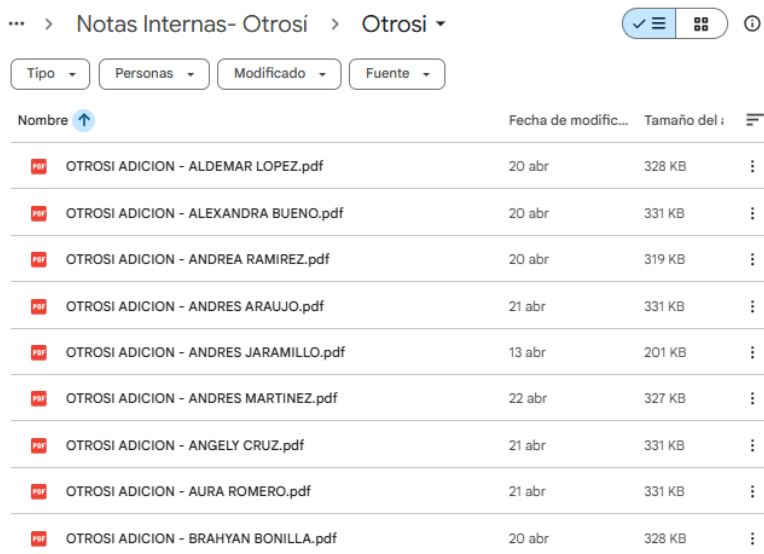 ··· > Notas Internas- Otrosí > Otrosi
Tipo Personas Modificado Fuente
Nombre Fecha de modific... Tamaño del
PDF OTROSI ADICION - ALDEMAR LOPEZ.pdf 20 abr 328 KB
PDF OTROSI ADICION - ALEXANDRA BUENO.pdf 20 abr 331 KB
PDF OTROSI ADICION - ANDREA RAMIREZ.pdf 20 abr 319 KB
PDF OTROSI ADICION - ANDRES ARAUJO.pdf 21 abr 331 KB
PDF OTROSI ADICION - ANDRES JARAMILLO.pdf 13 abr 201 KB
PDF OTROSI ADICION - ANDRES MARTINEZ.pdf 22 abr 327 KB
PDF OTROSI ADICION - ANGELY CRUZ.pdf 21 abr 331 KB
PDF OTROSI ADICION - AURA ROMERO.pdf 21 abr 331 KB
PDF OTROSI ADICION - BRAHYAN BONILLA.pdf 20 abr 328 KB